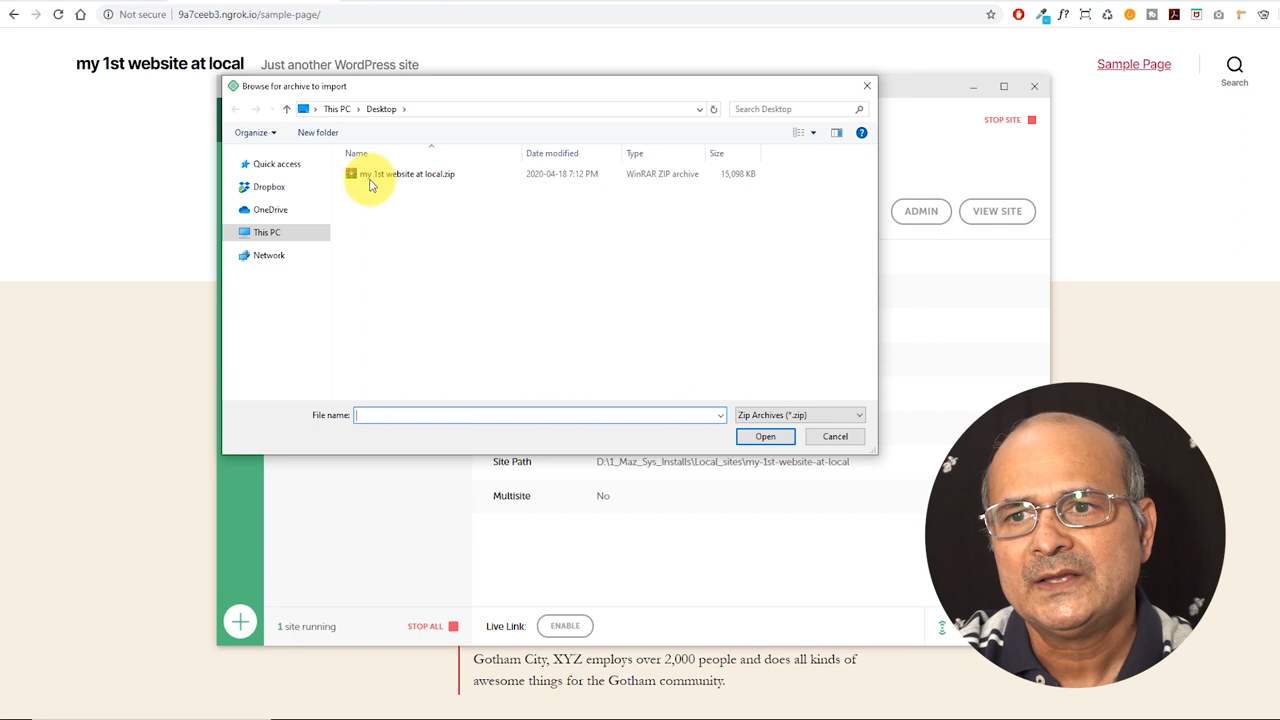 Not secure 9a7ceeb3.ngrok.io/sample-page/
my 1st website at local Just another WordPress site Sample Page
Search
Browse for archive to import
This PC Desktop Search Desktop
Organize New folder
Name Date modified Type Size
my 1st website at local.zip 2020-04-18 7:12 PM WinRAR ZIP archive 15,098 KB
Quick access
Dropbox
OneDrive
This PC
Network
File name: Zip Archives (*.zip)
Open Cancel
STOP SITE
ADMIN VIEW SITE
Site Path D:\1_Maz_Sys_Installs\Local_sites\my-1st-website-at-local
Multisite No
1 site running STOP ALL Live Link: ENABLE
Gotham City, XYZ employs over 2,000 people and does all kinds of
awesome things for the Gotham community.